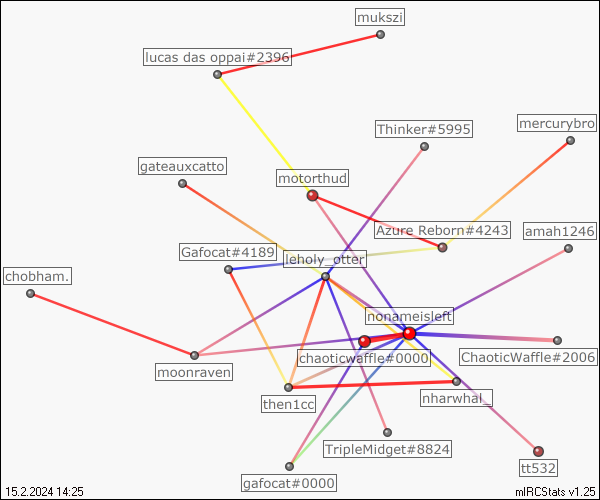 mukszi
lucas das oppai#2396
Thinker#5995
mercurybro
gateauxcatto
motorthud
Azure Reborn#4243
amah1246
Gafocat#4189
leholy_otter
chobham.
nonameisleft
Chaoticwaffle#0000
ChaoticWaffle#2006
moonraven
then1cc
nharwhal_
TripleMidget#8824
tt532
gafocat#0000
15.2.2024 14:25
mIRCStats v1.25